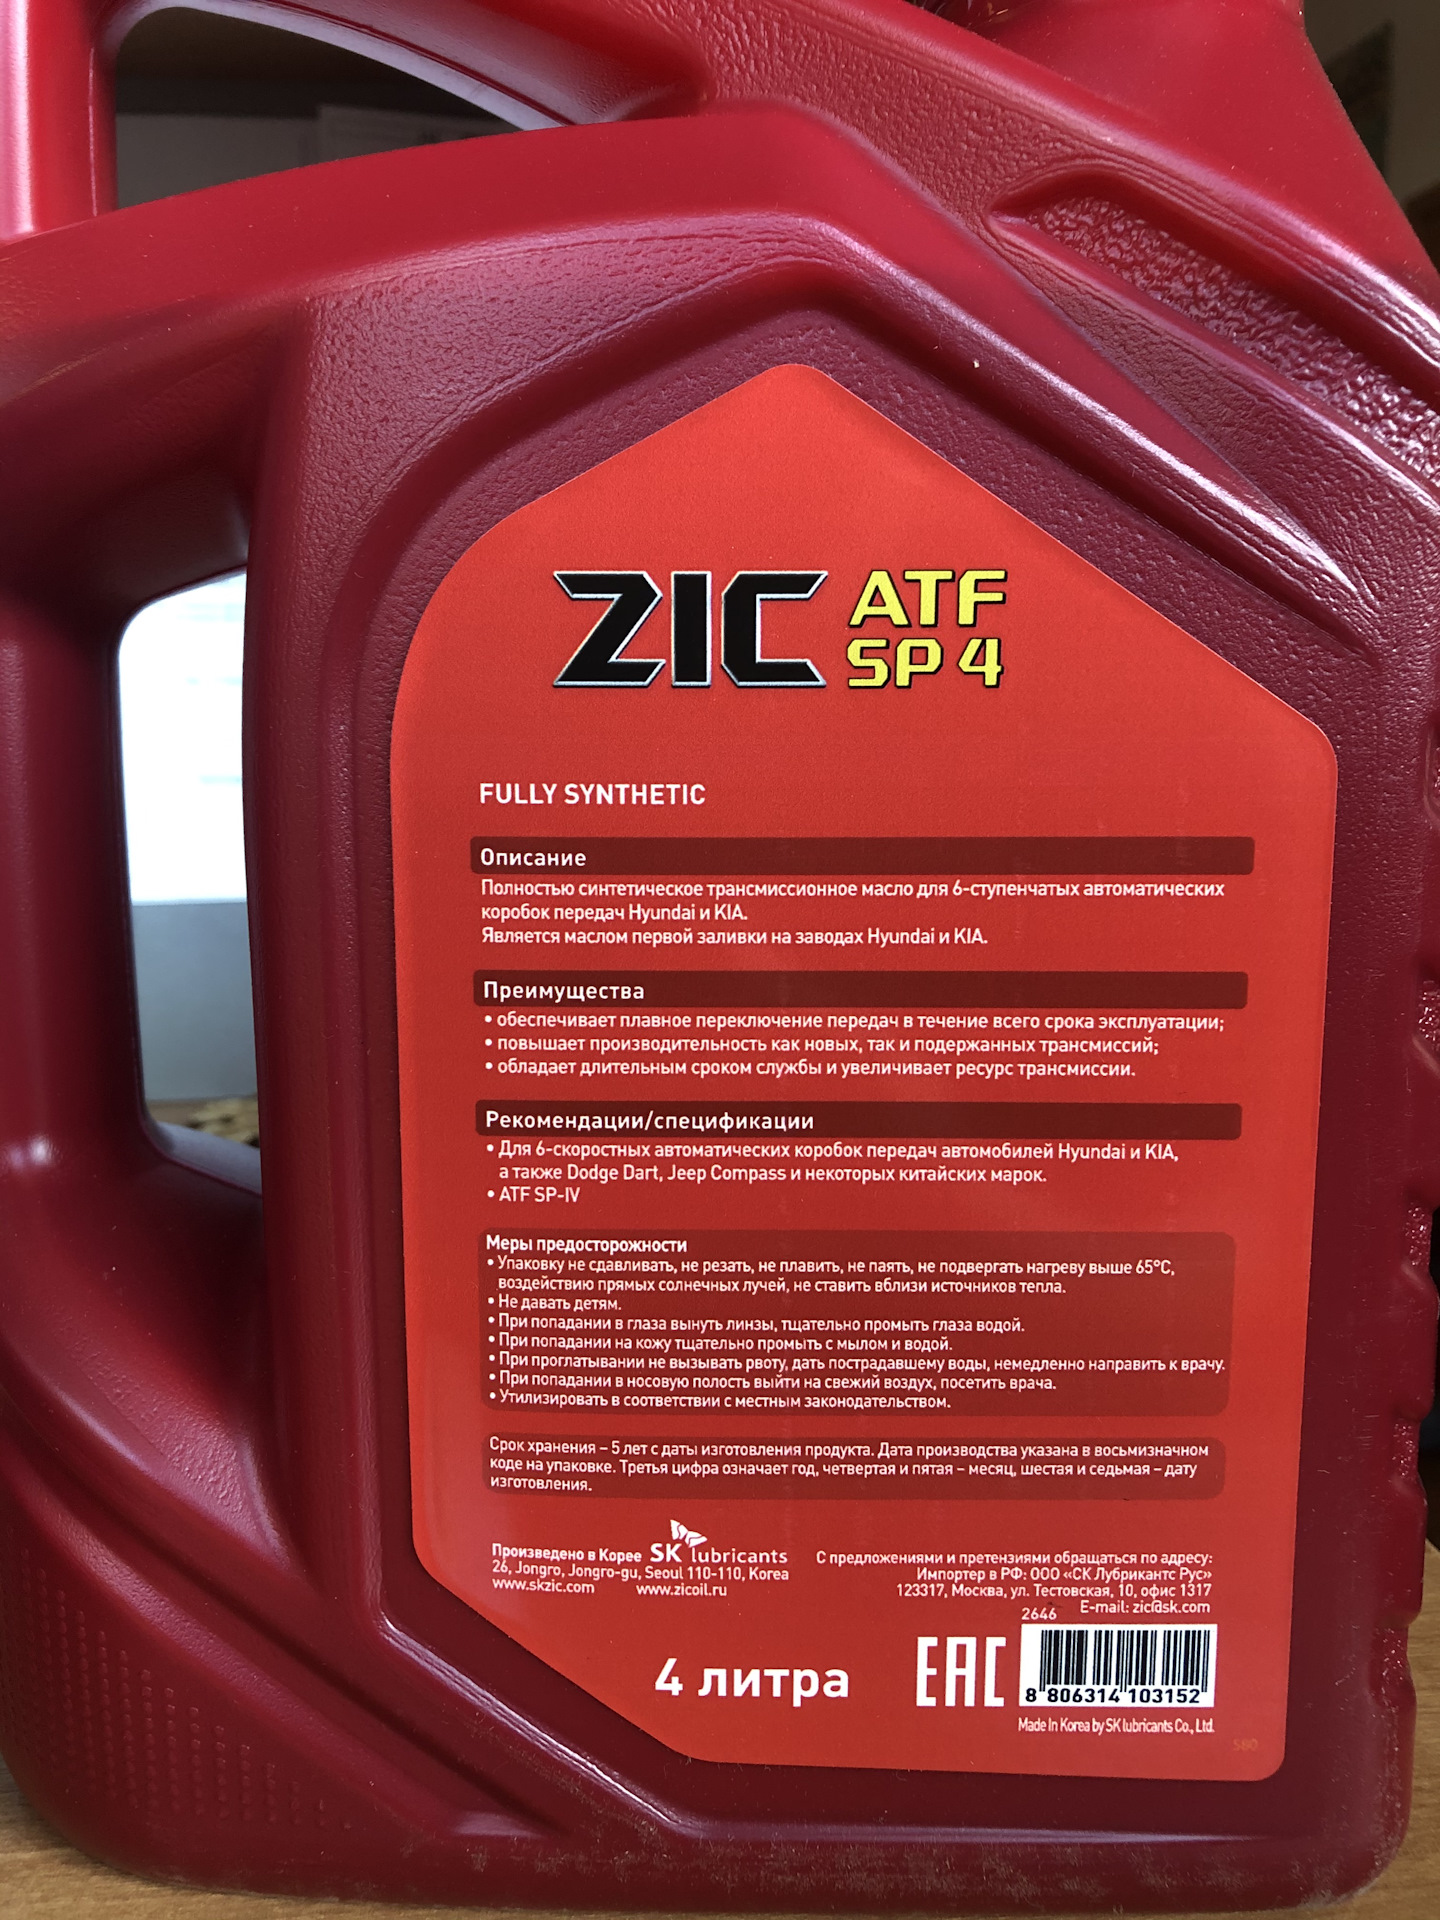 ZIC ATF
SP 4
FULLY SYNTHETIC
Описание
Полностью синтетическое трансмиссионное масло для 6-ступенчатых автоматических
коробок передач Hyundai и KIA.
Является маслом первой заливки на заводах Hyundai и KIA.
Преимущества
• обеспечивает плавное переключение передач в течение всего срока эксплуатации;
• повышает производительность как новых, так и подержанных трансмиссий;
• обладает длительным сроком службы и увеличивает ресурс трансмиссии.
Рекомендации/спецификации
• Для 6-скоростных автоматических коробок передач автомобилей Hyundai и KIA,
а также Dodge Dart, Jeep Compass и некоторых китайских марок.
• ATF SP-IV
Меры предосторожности
• Упаковку не сдавливать, не резать, не плавить, не паять, не подвергать нагреву выше 65°C,
воздействию прямых солнечных лучей, не ставить вблизи источников тепла.
• Не давать детям.
• При попадании в глаза вынуть линзы, тщательно промыть глаза водой.
• При попадании на кожу тщательно промыть с мылом и водой.
• При проглатывании не вызывать рвоту, дать пострадавшему воды, немедленно направить к врачу.
• При попадании в носовую полость выйти на свежий воздух, посетить врача.
• Утилизировать в соответствии с местным законодательством.
Срок хранения – 5 лет с даты изготовления продукта. Дата производства указана в восьмизначном
коде на упаковке. Третья цифра означает год, четвертая и пятая – месяц, шестая и седьмая – дату
изготовления.
Произведено в Корее SK lubricants
26, Jongro, Jongro-gu, Seoul 110-110, Korea
www.skzic.com www.zicoil.ru
С предложениями и претензиями обращаться по адресу:
Импортер в РФ: ООО «СК Лубрикантс Рус»
123317, Москва, ул. Тестовская, 10, офис 1317
2646 E-mail: zic@sk.com
4 литра
EAC
8 806314 103152
Made In Korea by SK lubricants Co., Ltd.